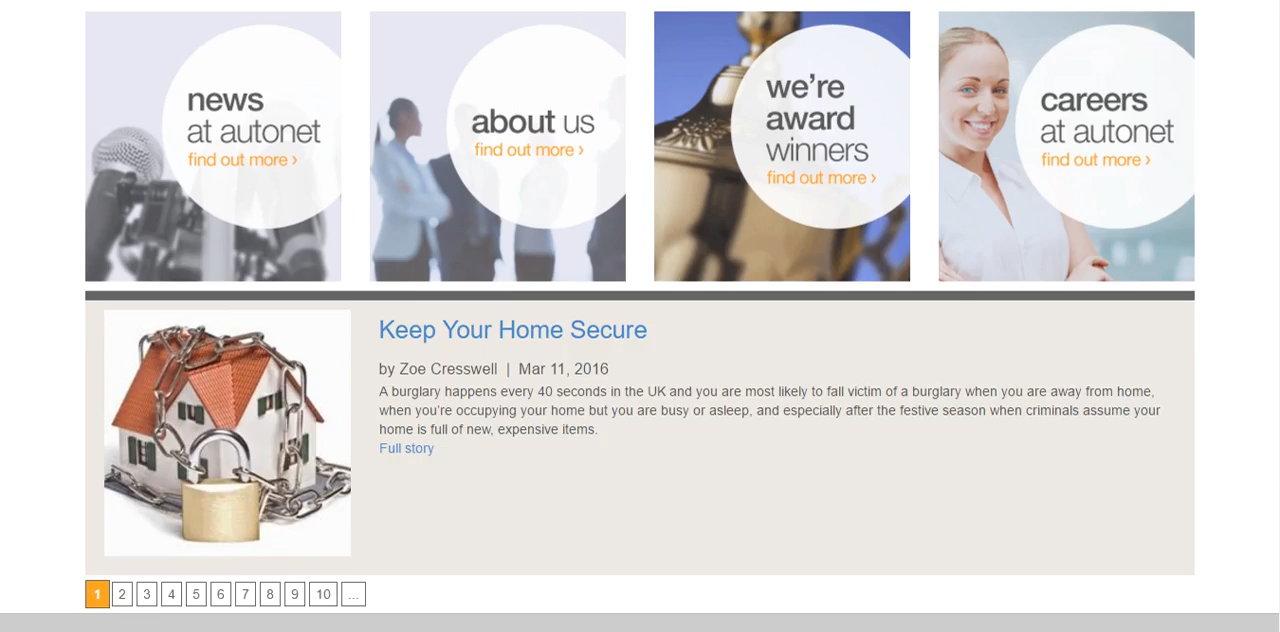 news
at autonet
find out more ›
about us
find out more ›
we're
award
winners
find out more ›
careers
at autonet
find out more ›
Keep Your Home Secure
by Zoe Cresswell | Mar 11, 2016
A burglary happens every 40 seconds in the UK and you are most likely to fall victim of a burglary when you are away from home,
when you're occupying your home but you are busy or asleep, and especially after the festive season when criminals assume your
home is full of new, expensive items.
Full story
1 2 3 4 5 6 7 8 9 10 ...